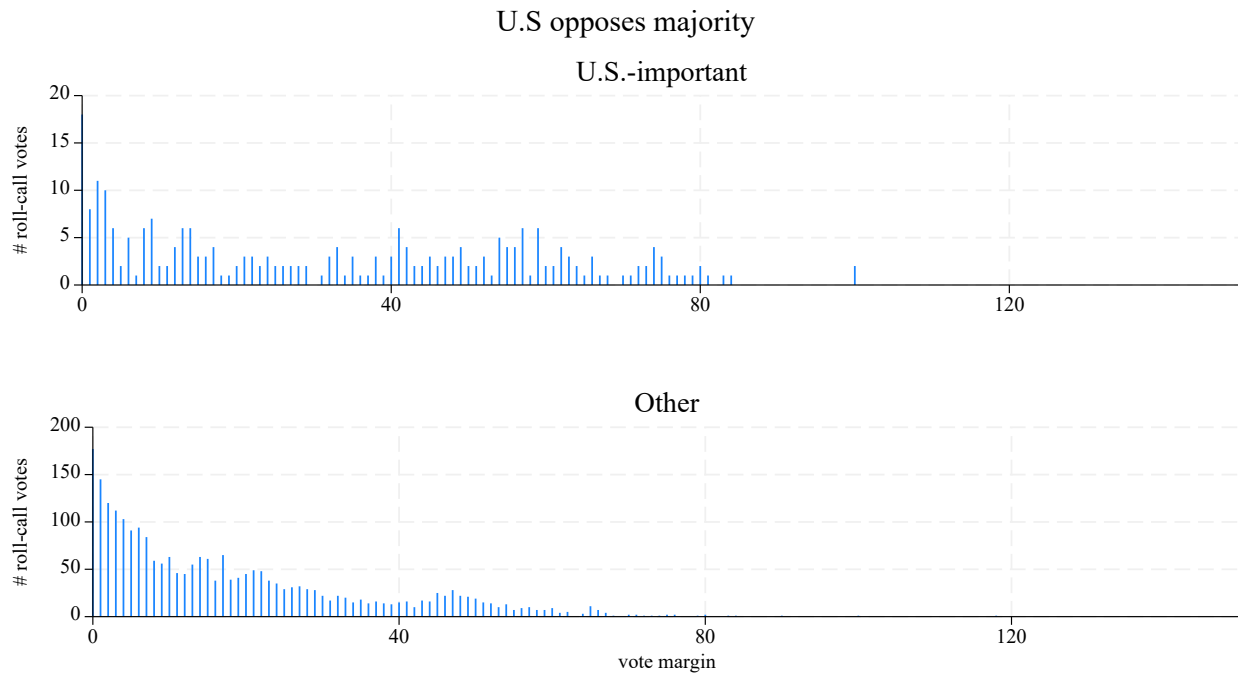 U.S opposes majority
U.S.-important
# roll-call votes
20
15
10
5
0
0 40 80 120
Other
# roll-call votes
200
150
100
50
0
0 40 80 120
vote margin